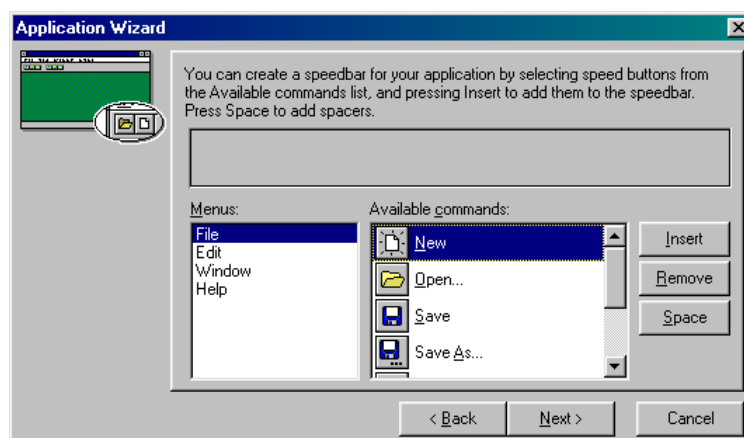 Application Wizard
You can create a speedbar for your application by selecting speed buttons from
the Available commands list, and pressing Insert to add them to the speedbar.
Press Space to add spacers.
Menus:
File
Edit
Window
Help
Available commands:
New
Open...
Save
Save As...
Insert
Remove
Space
< Back
Next >
Cancel